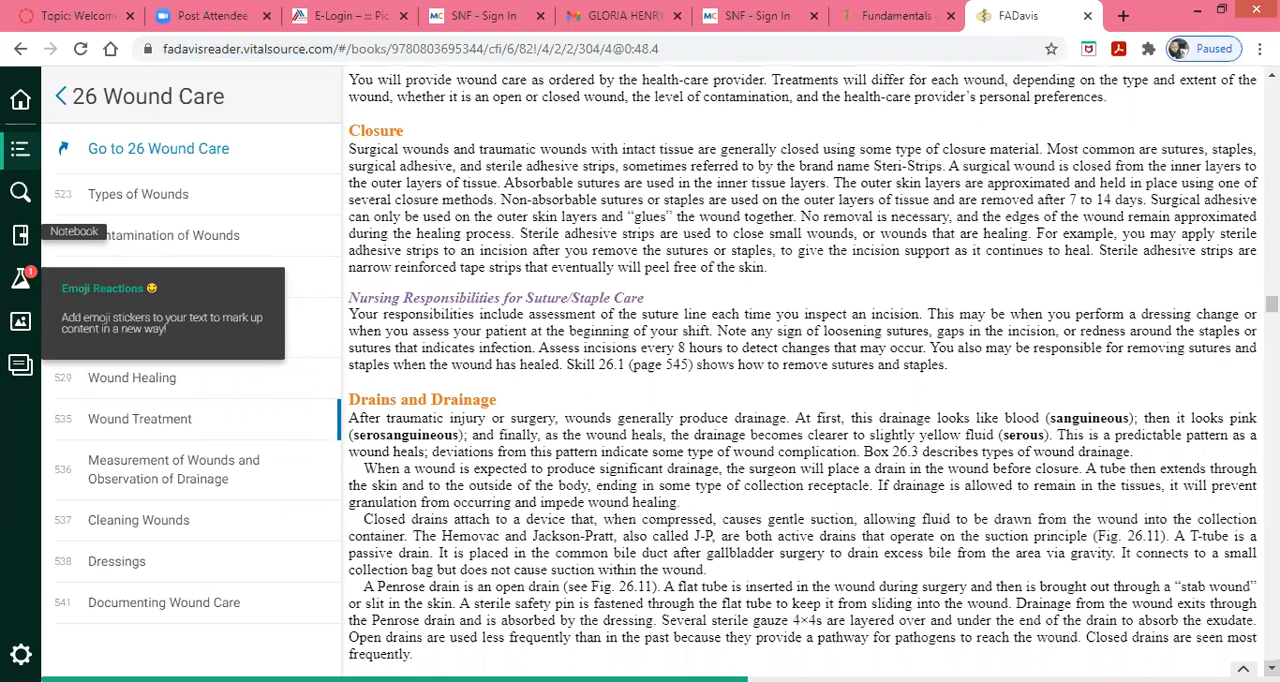 Topic: Welcome
Post Attendee
E-Login – ::: Pic
SNF - Sign In
GLORIA HENRY
SNF - Sign In
Fundamentals
FADavis
fadavisreader.vitalsource.com/#/books/9780803695344/cfi/6/82!/4/2/2/304/4@0:48.4
Paused
26 Wound Care
Go to 26 Wound Care
523 Types of Wounds
Notebook
ntamination of Wounds
Emoji Reactions 😀
Add emoji stickers to your text to mark up
content in a new way!
1
529 Wound Healing
535 Wound Treatment
536 Measurement of Wounds and
Observation of Drainage
537 Cleaning Wounds
538 Dressings
541 Documenting Wound Care
You will provide wound care as ordered by the health-care provider. Treatments will differ for each wound, depending on the type and extent of the
wound, whether it is an open or closed wound, the level of contamination, and the health-care provider’s personal preferences.
Closure
Surgical wounds and traumatic wounds with intact tissue are generally closed using some type of closure material. Most common are sutures, staples,
surgical adhesive, and sterile adhesive strips, sometimes referred to by the brand name Steri-Strips. A surgical wound is closed from the inner layers to
the outer layers of tissue. Absorbable sutures are used in the inner tissue layers. The outer skin layers are approximated and held in place using one of
several closure methods. Non-absorbable sutures or staples are used on the outer layers of tissue and are removed after 7 to 14 days. Surgical adhesive
can only be used on the outer skin layers and “glues” the wound together. No removal is necessary, and the edges of the wound remain approximated
during the healing process. Sterile adhesive strips are used to close small wounds, or wounds that are healing. For example, you may apply sterile
adhesive strips to an incision after you remove the sutures or staples, to give the incision support as it continues to heal. Sterile adhesive strips are
narrow reinforced tape strips that eventually will peel free of the skin.
Nursing Responsibilities for Suture/Staple Care
Your responsibilities include assessment of the suture line each time you inspect an incision. This may be when you perform a dressing change or
when you assess your patient at the beginning of your shift. Note any sign of loosening sutures, gaps in the incision, or redness around the staples or
sutures that indicates infection. Assess incisions every 8 hours to detect changes that may occur. You also may be responsible for removing sutures and
staples when the wound has healed. Skill 26.1 (page 545) shows how to remove sutures and staples.
Drains and Drainage
After traumatic injury or surgery, wounds generally produce drainage. At first, this drainage looks like blood (sanguineous); then it looks pink
(serosanguineous); and finally, as the wound heals, the drainage becomes clearer to slightly yellow fluid (serous). This is a predictable pattern as a
wound heals; deviations from this pattern indicate some type of wound complication. Box 26.3 describes types of wound drainage.
When a wound is expected to produce significant drainage, the surgeon will place a drain in the wound before closure. A tube then extends through
the skin and to the outside of the body, ending in some type of collection receptacle. If drainage is allowed to remain in the tissues, it will prevent
granulation from occurring and impede wound healing.
Closed drains attach to a device that, when compressed, causes gentle suction, allowing fluid to be drawn from the wound into the collection
container. The Hemovac and Jackson-Pratt, also called J-P, are both active drains that operate on the suction principle (Fig. 26.11). A T-tube is a
passive drain. It is placed in the common bile duct after gallbladder surgery to drain excess bile from the area via gravity. It connects to a small
collection bag but does not cause suction within the wound.
A Penrose drain is an open drain (see Fig. 26.11). A flat tube is inserted in the wound during surgery and then is brought out through a “stab wound”
or slit in the skin. A sterile safety pin is fastened through the flat tube to keep it from sliding into the wound. Drainage from the wound exits through
the Penrose drain and is absorbed by the dressing. Several sterile gauze 4×4s are layered over and under the end of the drain to absorb the exudate.
Open drains are used less frequently than in the past because they provide a pathway for pathogens to reach the wound. Closed drains are seen most
frequently.